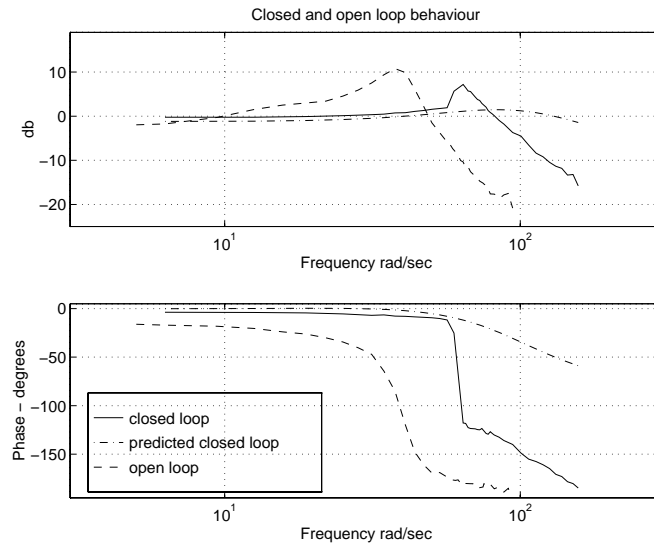 Closed and open loop behaviour
10
0
−10
−20
db
10^1
10^2
Frequency rad/sec
0
−50
−100
−150
Phase − degrees
closed loop
predicted closed loop
open loop
10^1
10^2
Frequency rad/sec